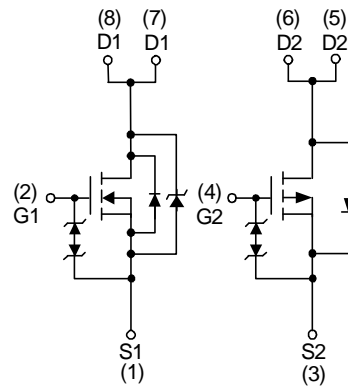 (8) (7)
D1 D1
(6) (5)
D2 D2
(2)
G1
(4)
G2
S1
(1)
S2
(3)